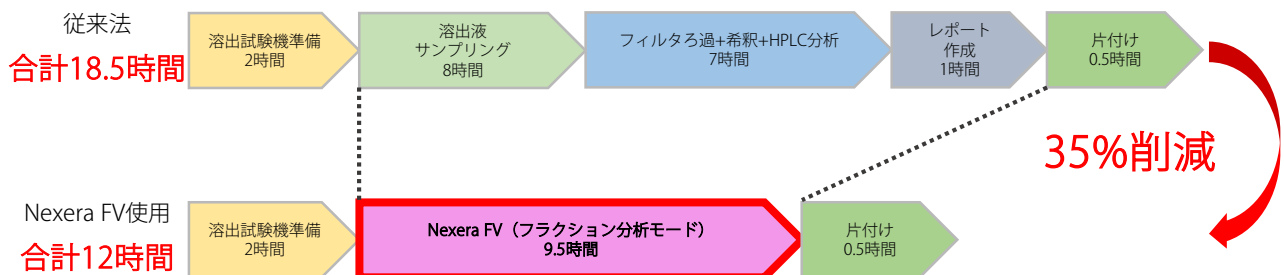 従来法
合計18.5時間
溶出試験機準備
2時間
溶出液
サンプリング
8時間
フィルタろ過+希釈+HPLC分析
7時間
レポート
作成
1時間
片付け
0.5時間
35%削減
Nexera FV使用
合計12時間
溶出試験機準備
2時間
Nexera FV（フラクション分析モード）
9.5時間
片付け
0.5時間